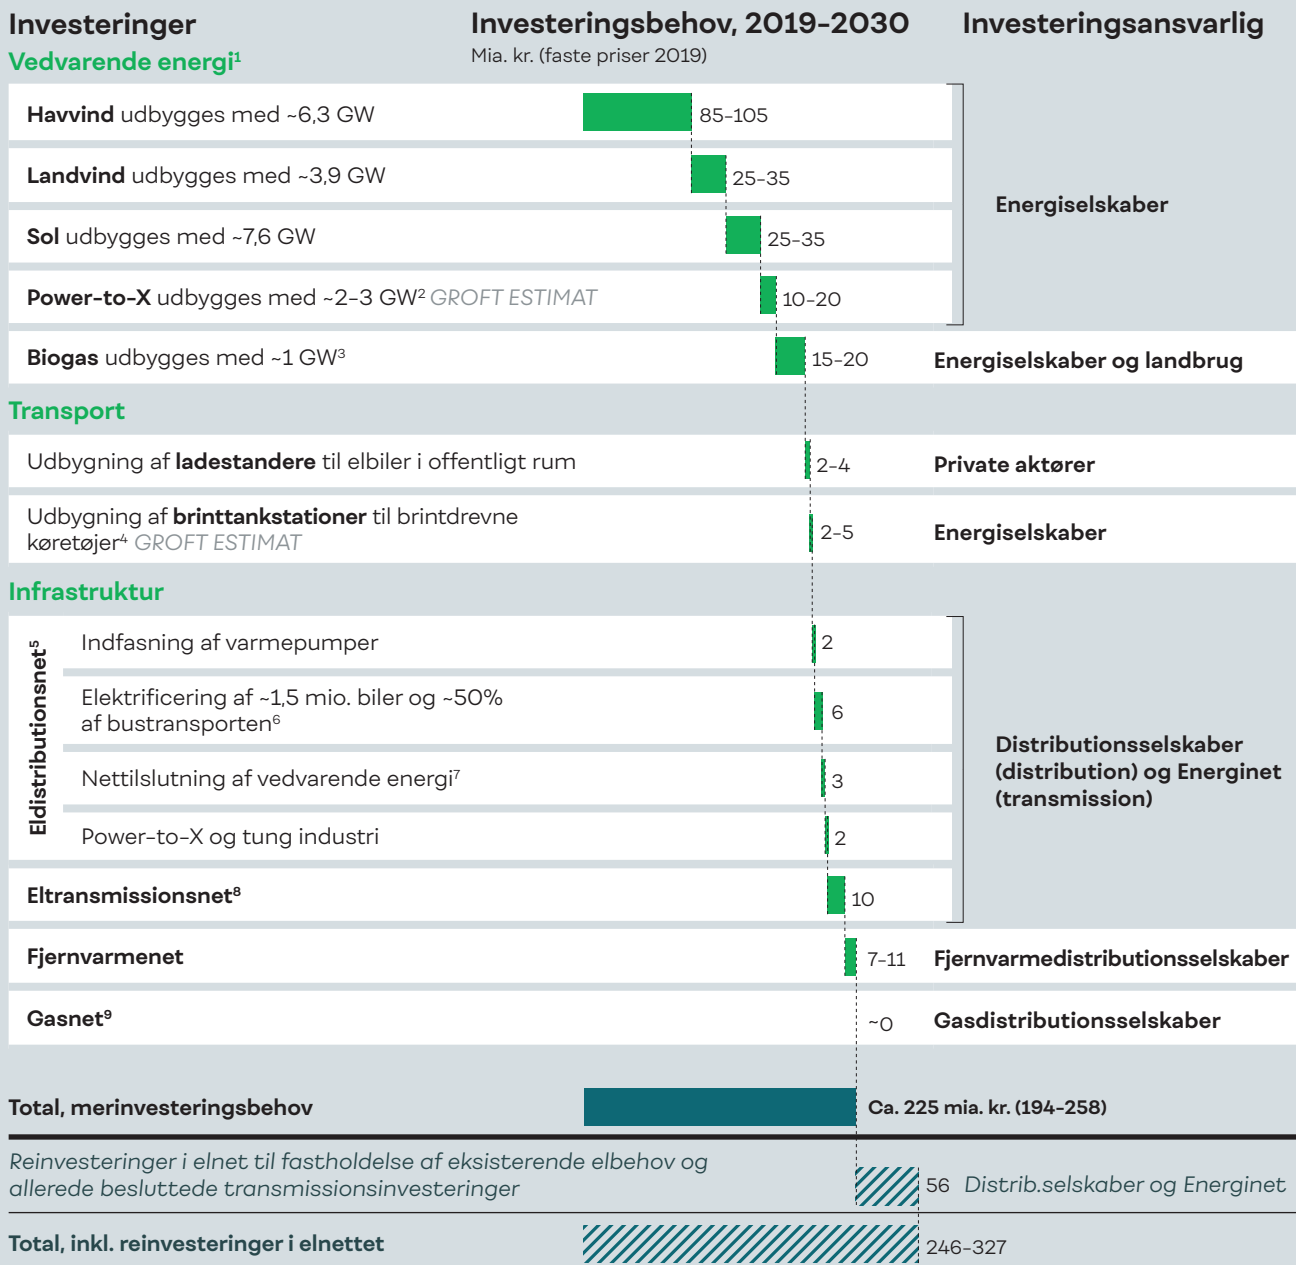 Investeringer
Investeringsbehov, 2019-2030
Investeringsansvarlig
Vedvarende energi¹
Mia. kr. (faste priser 2019)
Havvind udbygges med ~6,3 GW
85-105
Landvind udbygges med ~3,9 GW
25-35
Energiselskaber
Sol udbygges med ~7,6 GW
25-35
Power-to-X udbygges med ~2-3 GW² GROFT ESTIMAT
10-20
Biogas udbygges med ~1 GW³
15-20
Energiselskaber og landbrug
Transport
Udbygning af ladestandere til elbiler i offentligt rum
2-4
Private aktører
Udbygning af brinttankstationer til brintdrevne
køretøjer⁴ GROFT ESTIMAT
2-5
Energiselskaber
Infrastruktur
Eldistributionsnet⁵
Indfasning af varmepumper
2
Elektrificering af ~1,5 mio. biler og ~50%
af bustransporten⁶
6
Distributionsselskaber
(distribution) og Energinet
(transmission)
Nettilslutning af vedvarende energi⁷
3
Power-to-X og tung industri
2
Eltransmissionsnet⁸
10
Fjernvarmenet
7-11
Fjernvarmedistributionsselskaber
Gasnet⁹
~0
Gasdistributionsselskaber
Total, merinvesteringsbehov
Ca. 225 mia. kr. (194-258)
Reinvesteringer i elnet til fastholdelse af eksisterende elbehov og
allerede besluttede transmissionsinvesteringer
56
Distrib.selskaber og Energinet
Total, inkl. reinvesteringer i elnettet
246-327